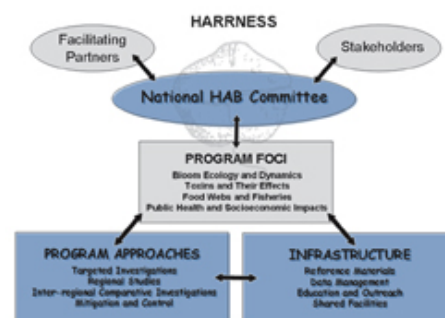 HARRNESS
Facilitating
Partners
Stakeholders
National HAB Committee
PROGRAM FOCI
Bloom Ecology and Dynamics
Toxins and Their Effects
Food Webs and Fisheries
Public Health and Socioeconomic Impacts
PROGRAM APPROACHES
Targeted Investigations
Regional Studies
Inter-regional Comparative Investigations
Mitigation and Control
INFRASTRUCTURE
Reference Materials
Data Management
Education and Outreach
Shared Facilities